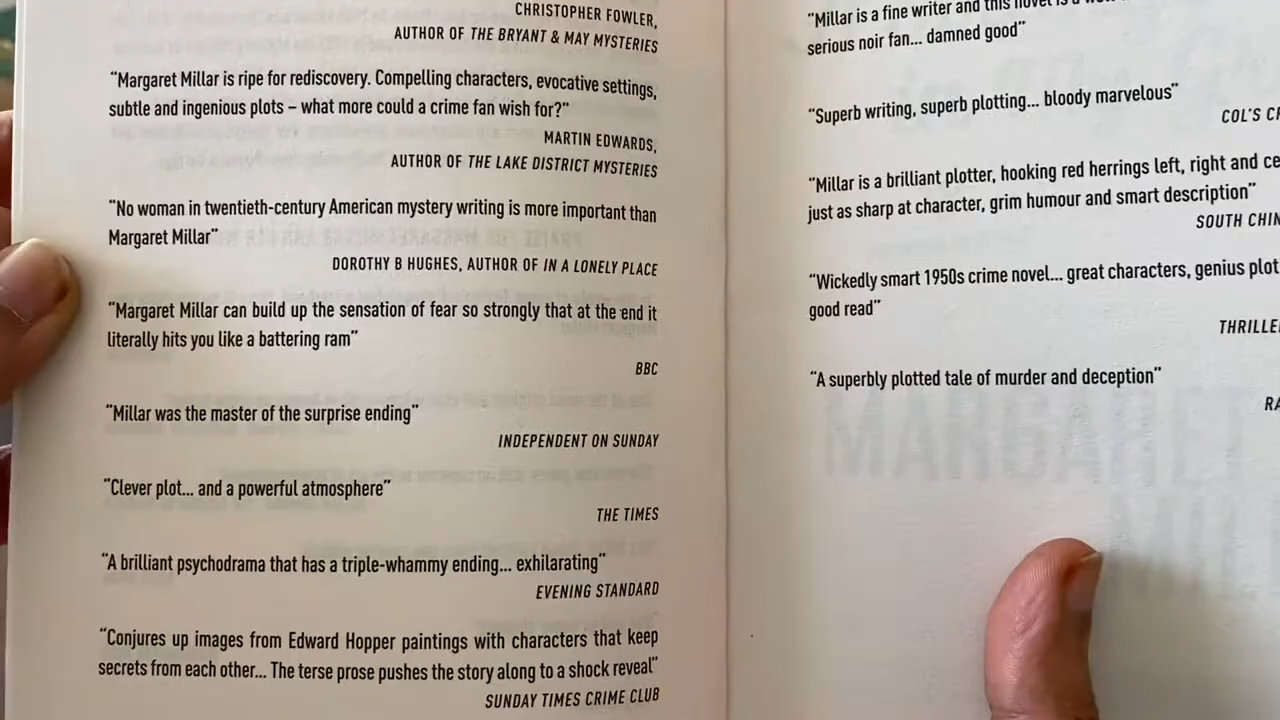 CHRISTOPHER FOWLER,
AUTHOR OF THE BRYANT & MAY MYSTERIES
“Margaret Millar is ripe for rediscovery. Compelling characters, evocative settings,
subtle and ingenious plots – what more could a crime fan wish for?”
MARTIN EDWARDS,
AUTHOR OF THE LAKE DISTRICT MYSTERIES
“No woman in twentieth-century American mystery writing is more important than
Margaret Millar”
DOROTHY B HUGHES, AUTHOR OF IN A LONELY PLACE
“Margaret Millar can build up the sensation of fear so strongly that at the end it
literally hits you like a battering ram”
BBC
“Millar was the master of the surprise ending”
INDEPENDENT ON SUNDAY
“Clever plot... and a powerful atmosphere”
THE TIMES
“A brilliant psychodrama that has a triple-whammy ending... exhilarating”
EVENING STANDARD
“Conjures up images from Edward Hopper paintings with characters that keep
secrets from each other... The terse prose pushes the story along to a shock reveal”
SUNDAY TIMES CRIME CLUB
“Millar is a fine writer and this novel is a
serious noir fan... damned good”
“Superb writing, superb plotting... bloody marvelous”
COL'S
“Millar is a brilliant plotter, hooking red herrings left, right and
just as sharp at character, grim humour and smart description”
SOUTH
“Wickedly smart 1950s crime novel... great characters, genius plot
good read”
“A superbly plotted tale of murder and deception”
MARGARET